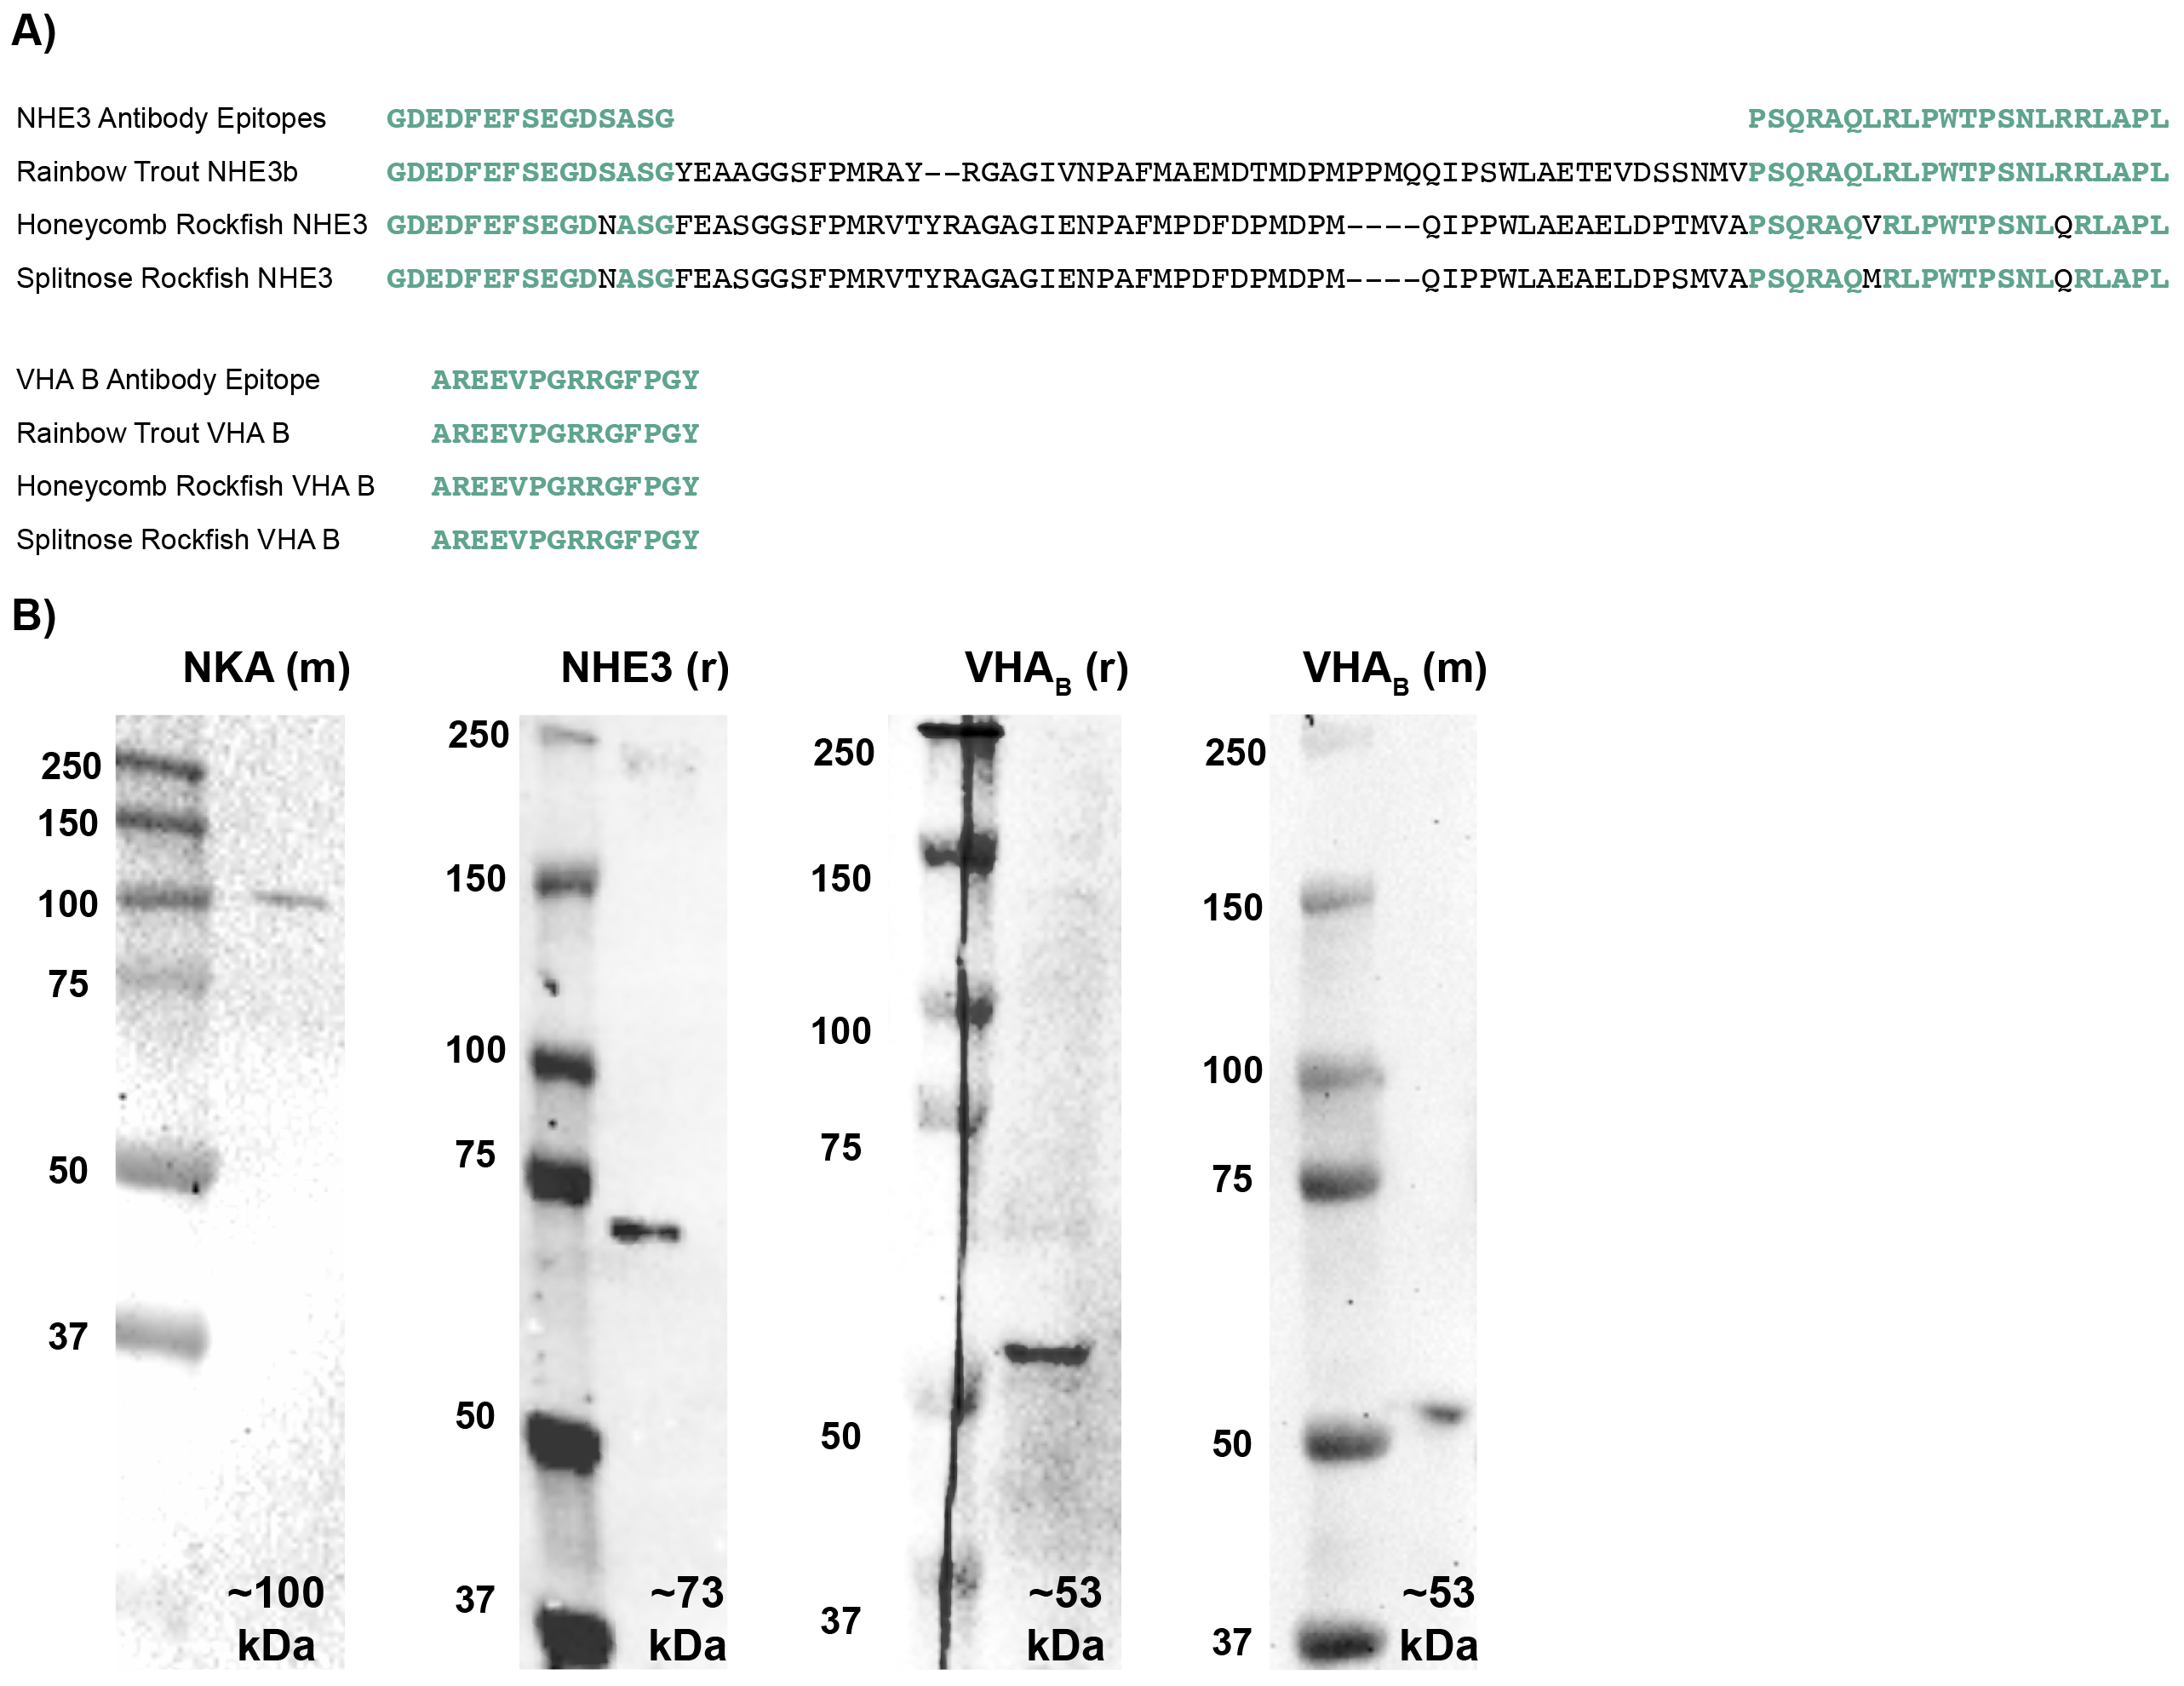 A)
NHE3 Antibody Epitopes GDEDFEFSEGDSASG PSQRAQLRLPWTPSNLRRLAPL
Rainbow Trout NHE3b GDEDFEFSEGDSASGYEAAGGSFPMRAY--RGAGIVNPAFMAEMDTMDPMPPMQQIPSWLAETEVDSSNMVPSQRAQLRLPWTPSNLRRLAPL
Honeycomb Rockfish NHE3 GDEDFEFSEGDNASGFEASGGSFPMRVTYRAGAGIENPAFMPDFDPMDPM----QIPPWLAEAELDPTMVAPSQRAQVRLPWTPSNLQRLAPL
Splitnose Rockfish NHE3 GDEDFEFSEGDNASGFEASGGSFPMRVTYRAGAGIENPAFMPDFDPMDPM----QIPPWLAEAELDPSMVAPSQRAQMRLPWTPSNLQRLAPL
VHA B Antibody Epitope AREEVPGRRGFPGY
Rainbow Trout VHA B AREEVPGRRGFPGY
Honeycomb Rockfish VHA B AREEVPGRRGFPGY
Splitnose Rockfish VHA B AREEVPGRRGFPGY
B)
NKA (m)
250
150
100
75
50
37
~100
kDa
NHE3 (r)
250
150
100
75
50
37
~73
kDa
VHAB (r)
250
150
100
75
50
37
~53
kDa
VHAB (m)
250
150
100
75
50
37
~53
kDa